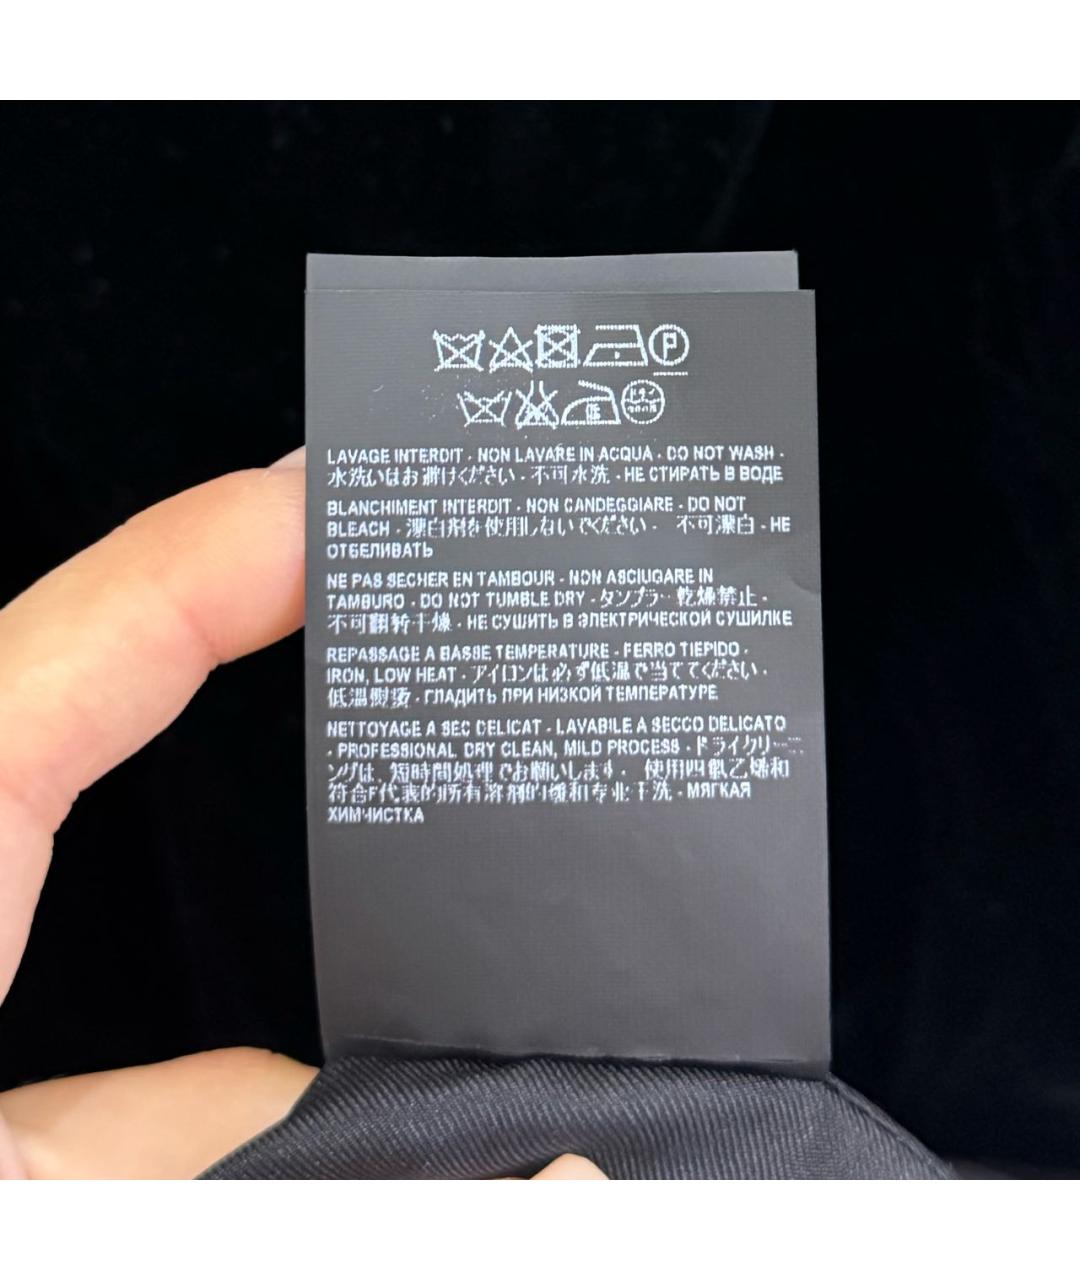 P
低
ドライ
LAVAGE INTERDIT - NON LAVARE IN ACQUA - DO NOT WASH -
水洗いはお避けください - 不可水洗 - НЕ СТИРАТЬ В ВОДЕ
BLANCHIMENT INTERDIT - NON CANDEGGIARE - DO NOT
BLEACH - 漂白剤を使用しないでください - 不可漂白 - НЕ
ОТБЕЛИВАТЬ
NE PAS SECHER EN TAMBOUR - NON ASCIUGARE IN
TAMBURO - DO NOT TUMBLE DRY - タンブラー乾燥禁止 -
不可翻转干燥 - НЕ СУШИТЬ В ЭЛЕКТРИЧЕСКОЙ СУШИЛКЕ
REPASSAGE A BASSE TEMPERATURE - FERRO TIEPIDO -
IRON, LOW HEAT - アイロンは必ず低温で当ててください -
低温熨烫 - ГЛАДИТЬ ПРИ НИЗКОЙ ТЕМПЕРАТУРЕ
NETTOYAGE A SEC DELICAT - LAVABILE A SECCO DELICATO
- PROFESSIONAL DRY CLEAN, MILD PROCESS - ドライクリーニ
ングは、短時間処理でお願いします - 使用四氯乙烯和
符合F代表的所有溶剂的缓和专业干洗 - МЯГКАЯ
ХИМЧИСТКА